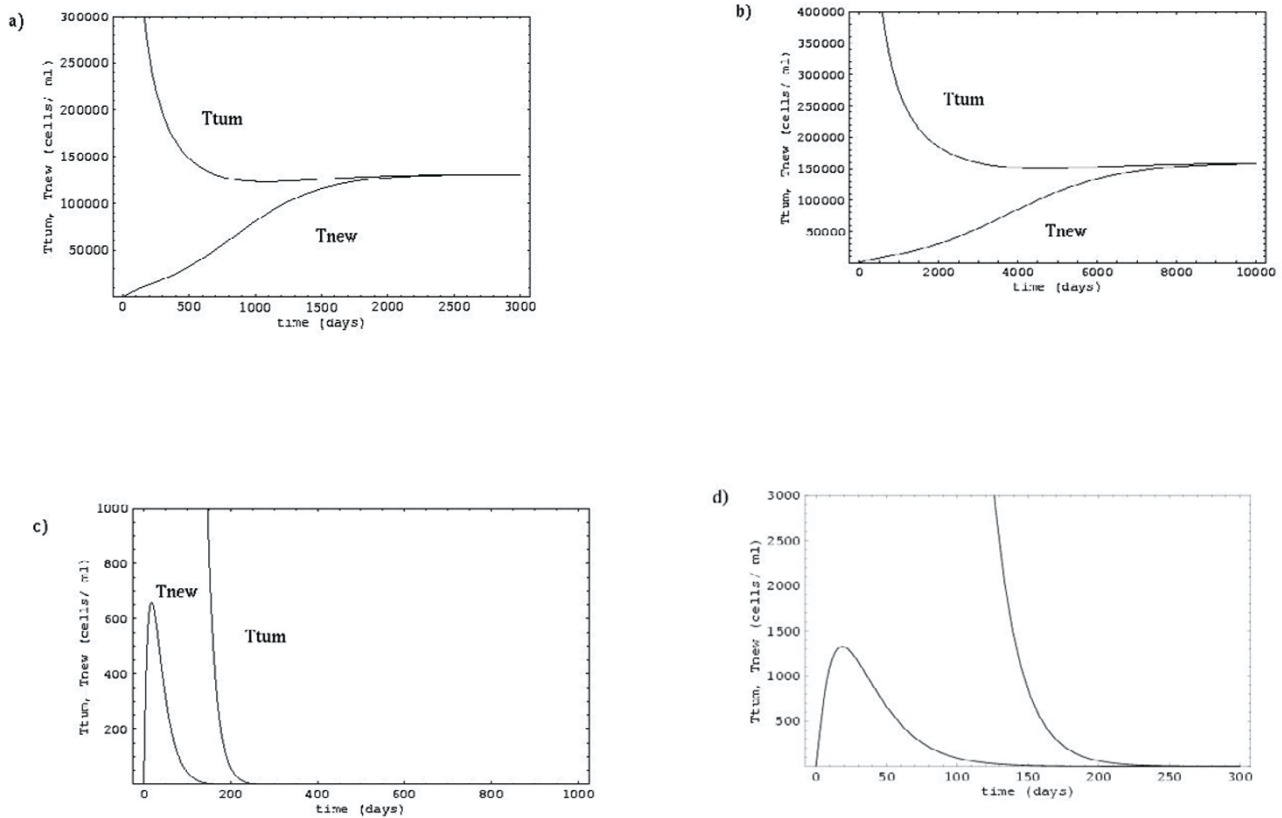 a)
Ttum, Tnew (cells/ ml)
300000
250000
200000
150000
100000
50000
Ttum
Tnew
0 500 1000 1500 2000 2500 3000
time (days)
b)
Ttum, Tnew (cells/ ml)
400000
350000
300000
250000
200000
150000
100000
50000
Ttum
Tnew
0 2000 4000 6000 8000 10000
time (days)
c)
Ttum, Tnew (cells/ ml)
1000
800
600
400
200
Tnew
Ttum
0 200 400 600 800 1000
time (days)
d)
Ttum, Tnew (cells/ ml)
3000
2500
2000
1500
1000
500
0 50 100 150 200 250 300
time (days)